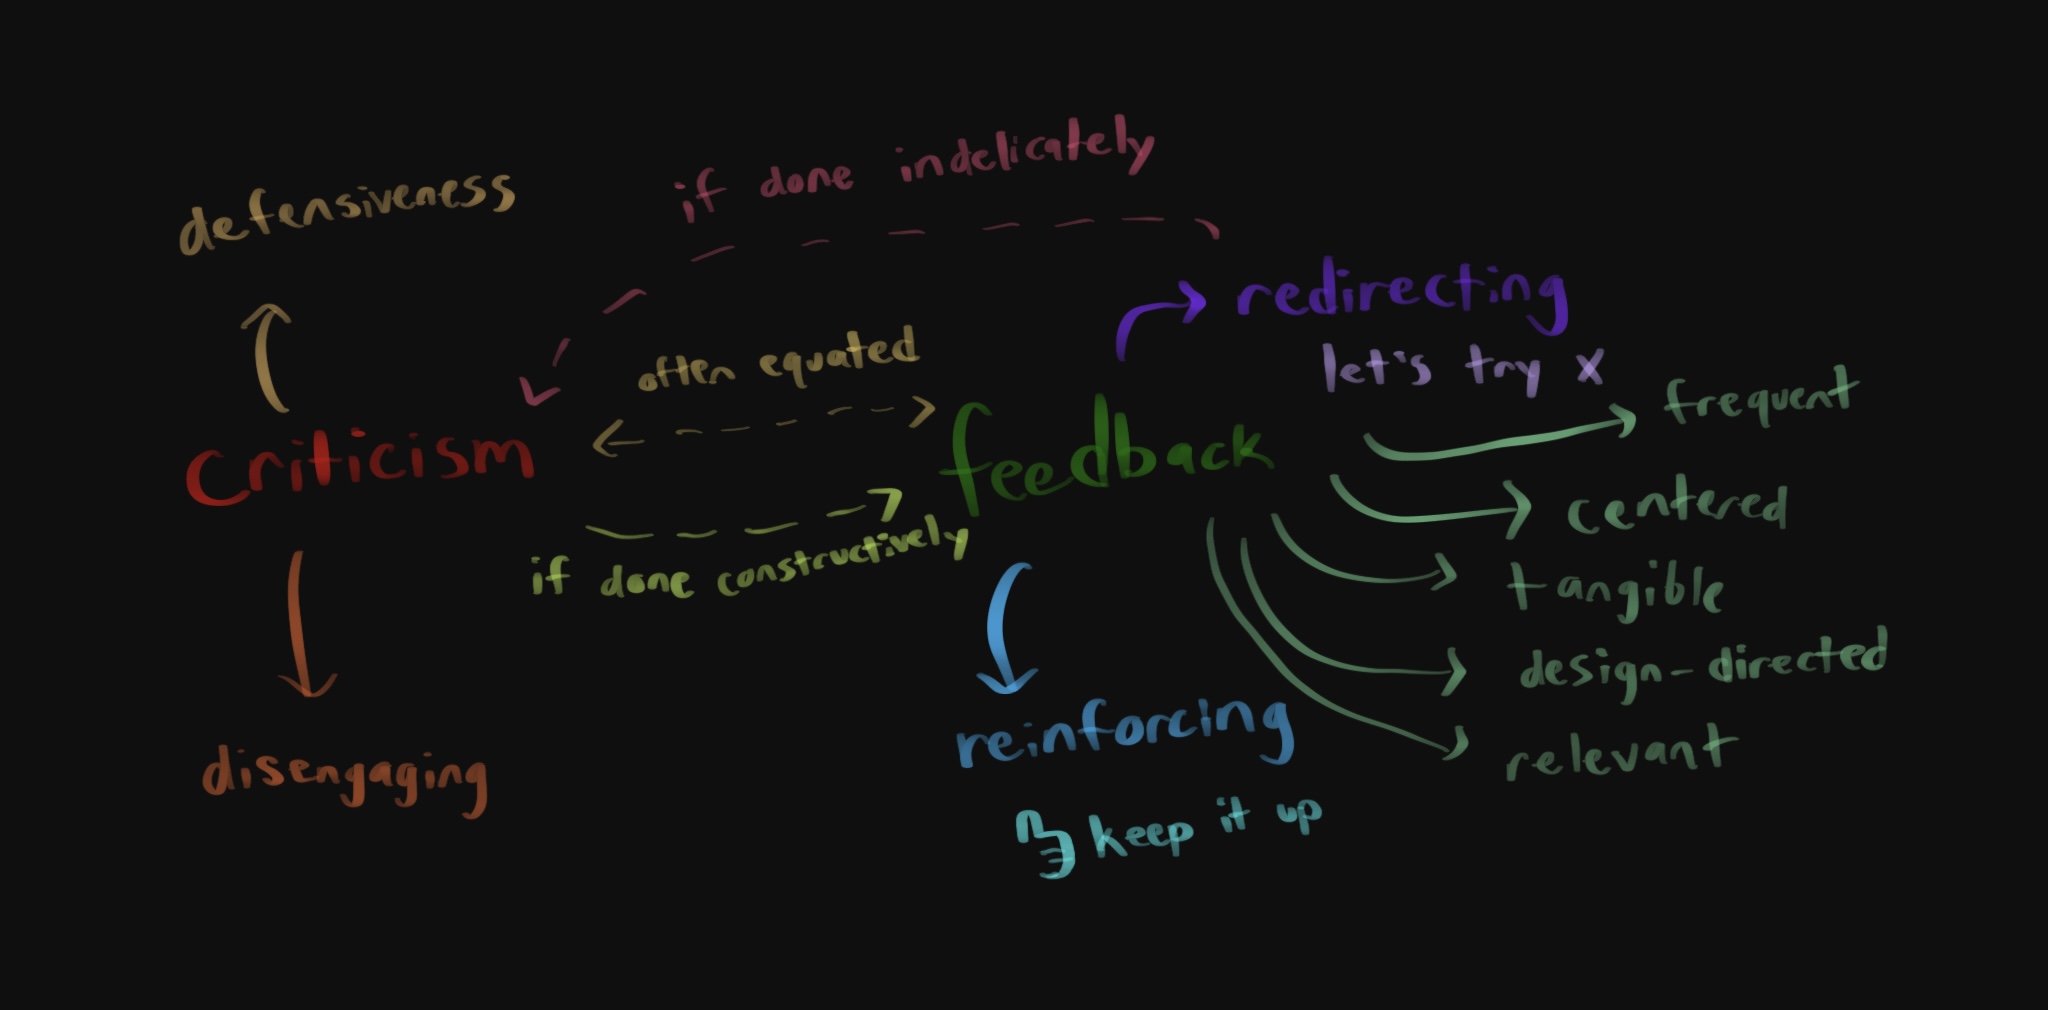 if done indelicately
defensiveness
redirecting
let's try x
often equated
frequent
criticism
feedback
centered
if done constructively
tangible
design-directed
reinforcing
relevant
disengaging
keep it up